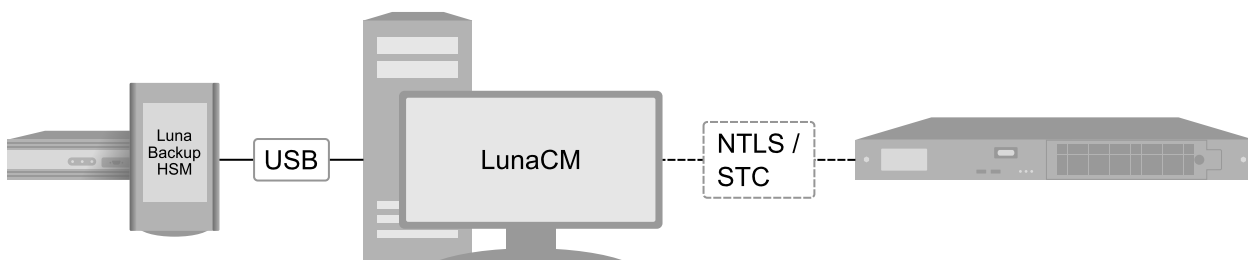 Luna
Backup
HSM
USB
LunaCM
NTLS /
STC